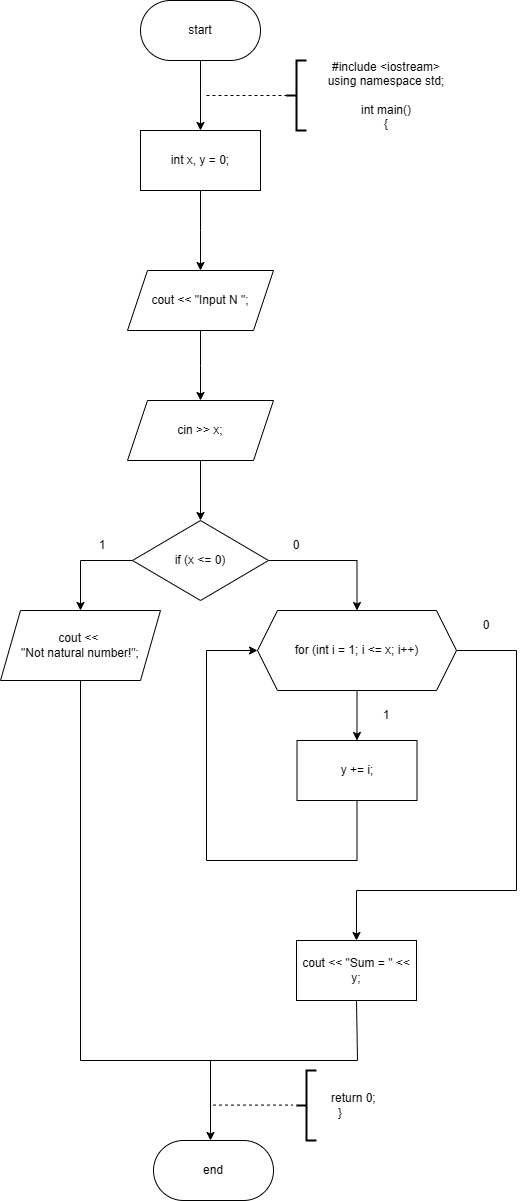 start
#include <iostream>
using namespace std;
int main()
{
int x, y = 0;
cout << "Input N ";
cin >> x;
1
if (x <= 0)
0
cout <<
"Not natural number!";
for (int i = 1; i <= x; i++)
0
1
y += i;
cout << "Sum = " <<
y;
return 0;
}
end